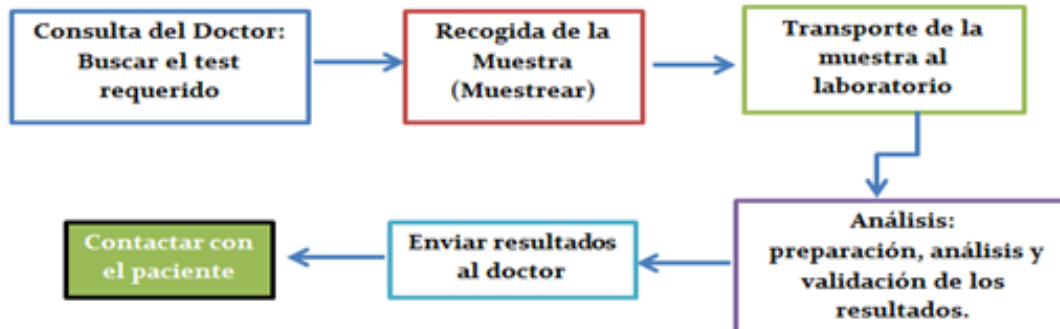 Consulta del Doctor:
Buscar el test
requerido
Recogida de la
Muestra
(Muestrear)
Transporte de la
muestra al
laboratorio
Análisis:
preparación, análisis y
validación de los
resultados.
Enviar resultados
al doctor
Contactar con
el paciente